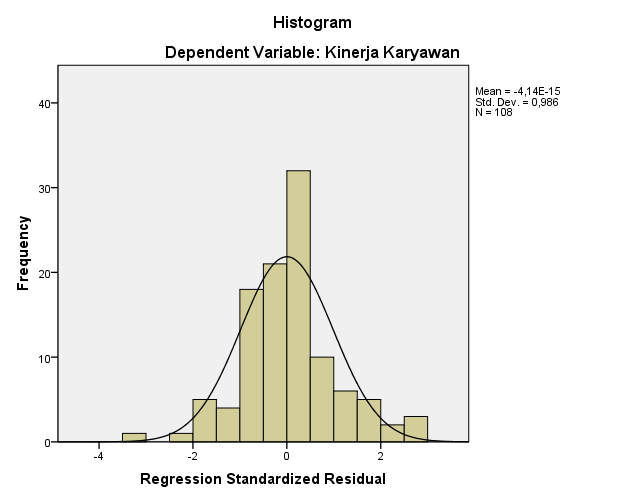 Histogram
Dependent Variable: Kinerja Karyawan
Mean = -4,14E-15
Std. Dev. = 0,986
N = 108
40
30
20
10
0
Frequency
-4
-2
0
2
Regression Standardized Residual